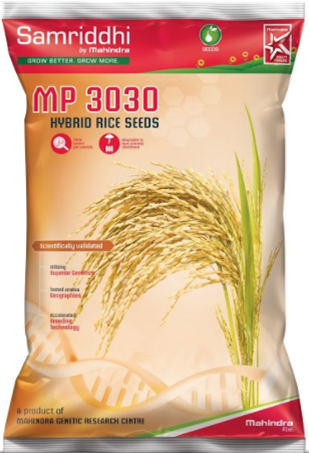 Samriddhi
by Mahindra
GROW BETTER. GROW MORE.
SEEDS
MP 3030
HYBRID RICE SEEDS
Scientifically validated
Utilizing
Superior Germplasm
Tested across
Geographies
Accelerated
Breeding
Technology
A product of
MAHINDRA GENETIC RESEARCH CENTRE
Mahindra